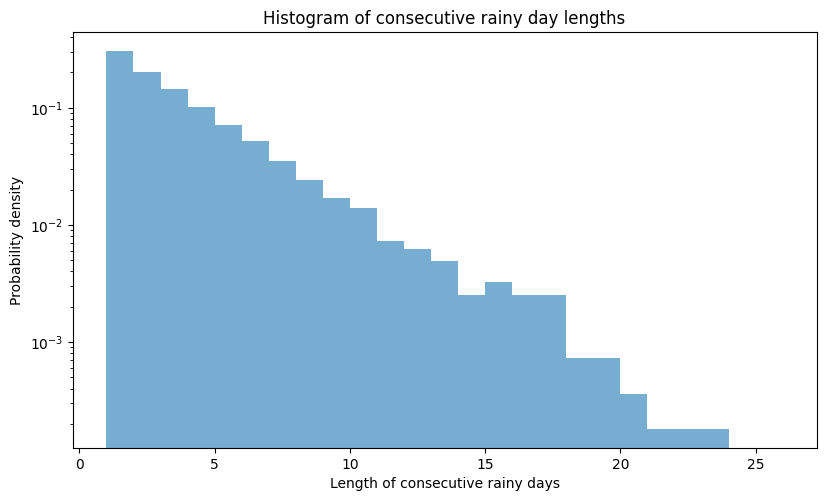 Histogram of consecutive rainy day lengths
Probability density
10⁻¹
10⁻²
10⁻³
0 5 10 15 20 25
Length of consecutive rainy days